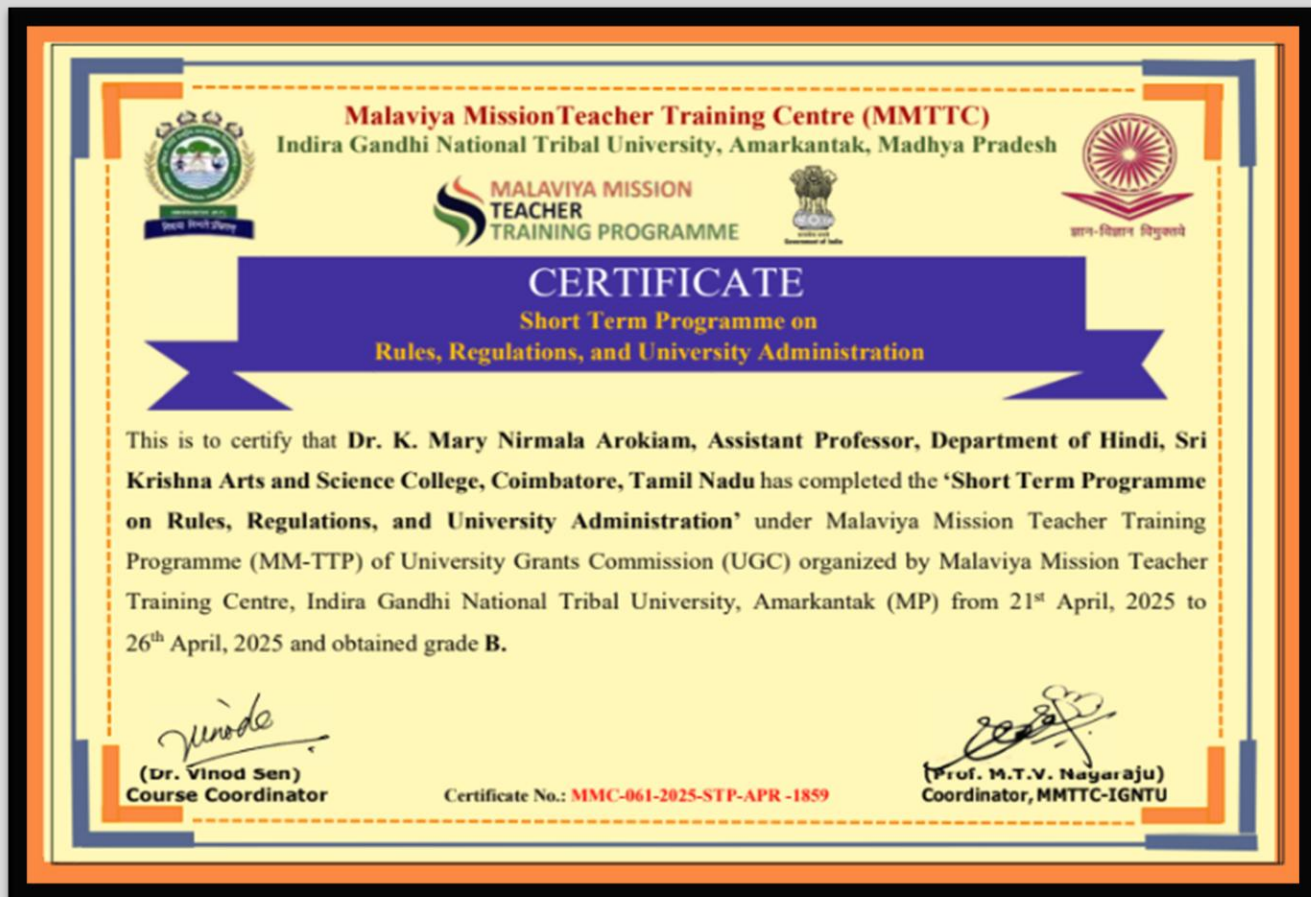 Malaviya MissionTeacher Training Centre (MMTTC)
Indira Gandhi National Tribal University, Amarkantak, Madhya Pradesh
MALAVIYA MISSION
TEACHER
TRAINING PROGRAMME
Government of India
ज्ञान-विज्ञान विमुक्तये
CERTIFICATE
Short Term Programme on
Rules, Regulations, and University Administration
This is to certify that Dr. K. Mary Nirmala Arokiam, Assistant Professor, Department of Hindi, Sri
Krishna Arts and Science College, Coimbatore, Tamil Nadu has completed the ‘Short Term Programme
on Rules, Regulations, and University Administration’ under Malaviya Mission Teacher Training
Programme (MM-TTP) of University Grants Commission (UGC) organized by Malaviya Mission Teacher
Training Centre, Indira Gandhi National Tribal University, Amarkantak (MP) from 21st April, 2025 to
26th April, 2025 and obtained grade B.
(Dr. Vinod Sen)
Course Coordinator
Certificate No.: MMC-061-2025-STP-APR -1859
(Prof. M.T.V. Nagaraju)
Coordinator, MMTTC-IGNTU